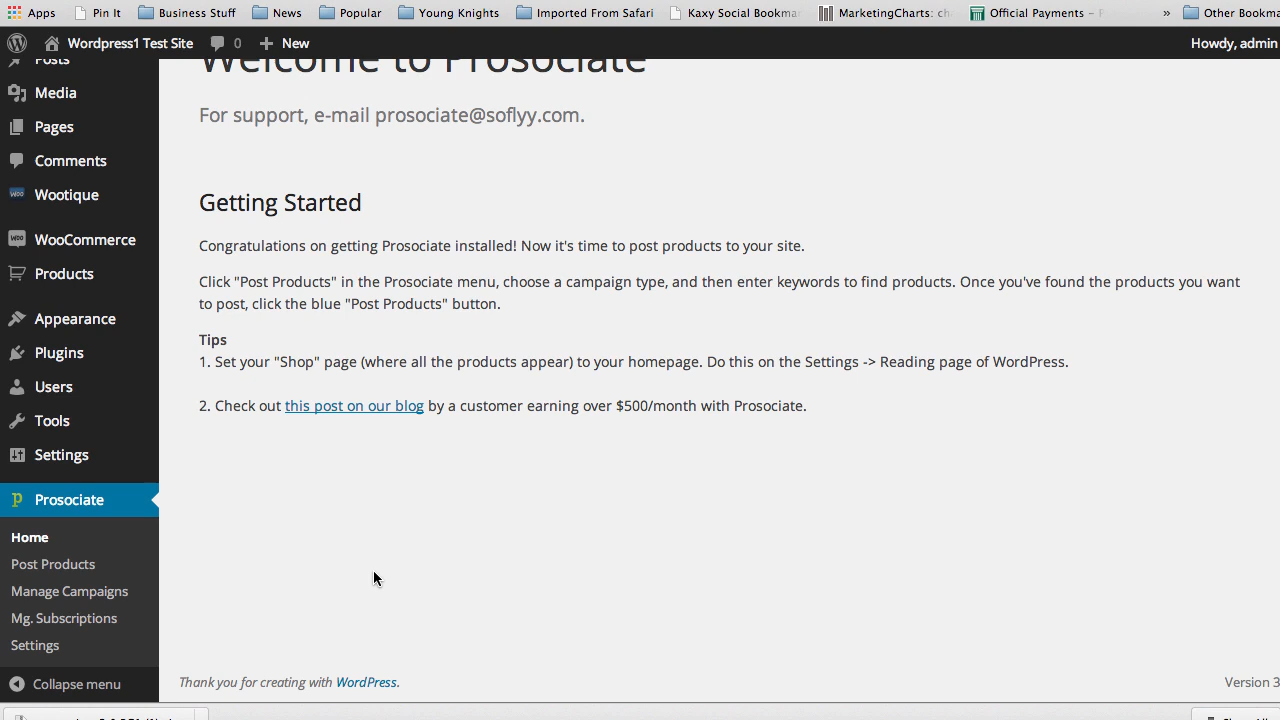 Apps Pin It Business Stuff News Popular Young Knights Imported From Safari Kaxy Social Bookma MarketingCharts: ch Official Payments – P » Other Bookma
Wordpress1 Test Site 0 New Howdy, admin
Posts
Media
Pages
Comments
Wootique
WooCommerce
Products
Appearance
Plugins
Users
Tools
Settings
Prosociate
Home
Post Products
Manage Campaigns
Mg. Subscriptions
Settings
Collapse menu
Welcome to Prosociate
For support, e-mail prosociate@soflyy.com.
Getting Started
Congratulations on getting Prosociate installed! Now it's time to post products to your site.
Click "Post Products" in the Prosociate menu, choose a campaign type, and then enter keywords to find products. Once you've found the products you want
to post, click the blue "Post Products" button.
Tips
1. Set your "Shop" page (where all the products appear) to your homepage. Do this on the Settings -> Reading page of WordPress.
2. Check out this post on our blog by a customer earning over $500/month with Prosociate.
Thank you for creating with WordPress.
Version 3